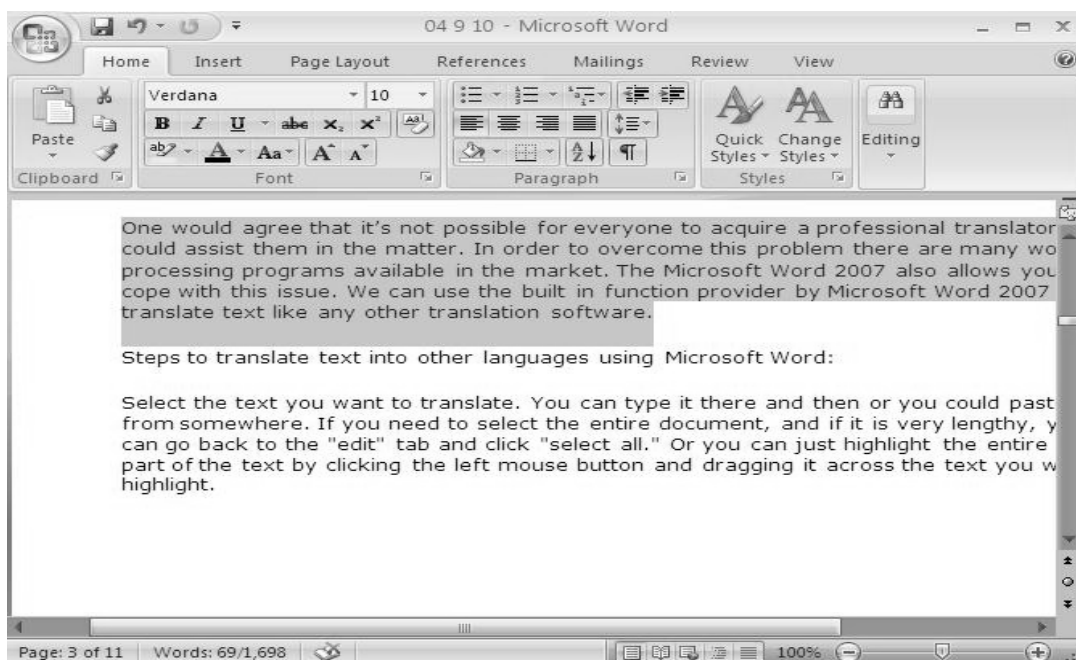 04 9 10 - Microsoft Word
Home Insert Page Layout References Mailings Review View
Verdana 10
Paste
B I U abe x₂ x² Aa
ab A Aa A A
Quick Styles Change Styles Editing
Clipboard Font Paragraph Styles
One would agree that it's not possible for everyone to acquire a professional translator
could assist them in the matter. In order to overcome this problem there are many wo
processing programs available in the market. The Microsoft Word 2007 also allows you
cope with this issue. We can use the built in function provider by Microsoft Word 2007
translate text like any other translation software.
Steps to translate text into other languages using Microsoft Word:
Select the text you want to translate. You can type it there and then or you could past
from somewhere. If you need to select the entire document, and if it is very lengthy, y
can go back to the "edit" tab and click "select all." Or you can just highlight the entire
part of the text by clicking the left mouse button and dragging it across the text you w
highlight.
Page: 3 of 11 Words: 69/1,698 100%